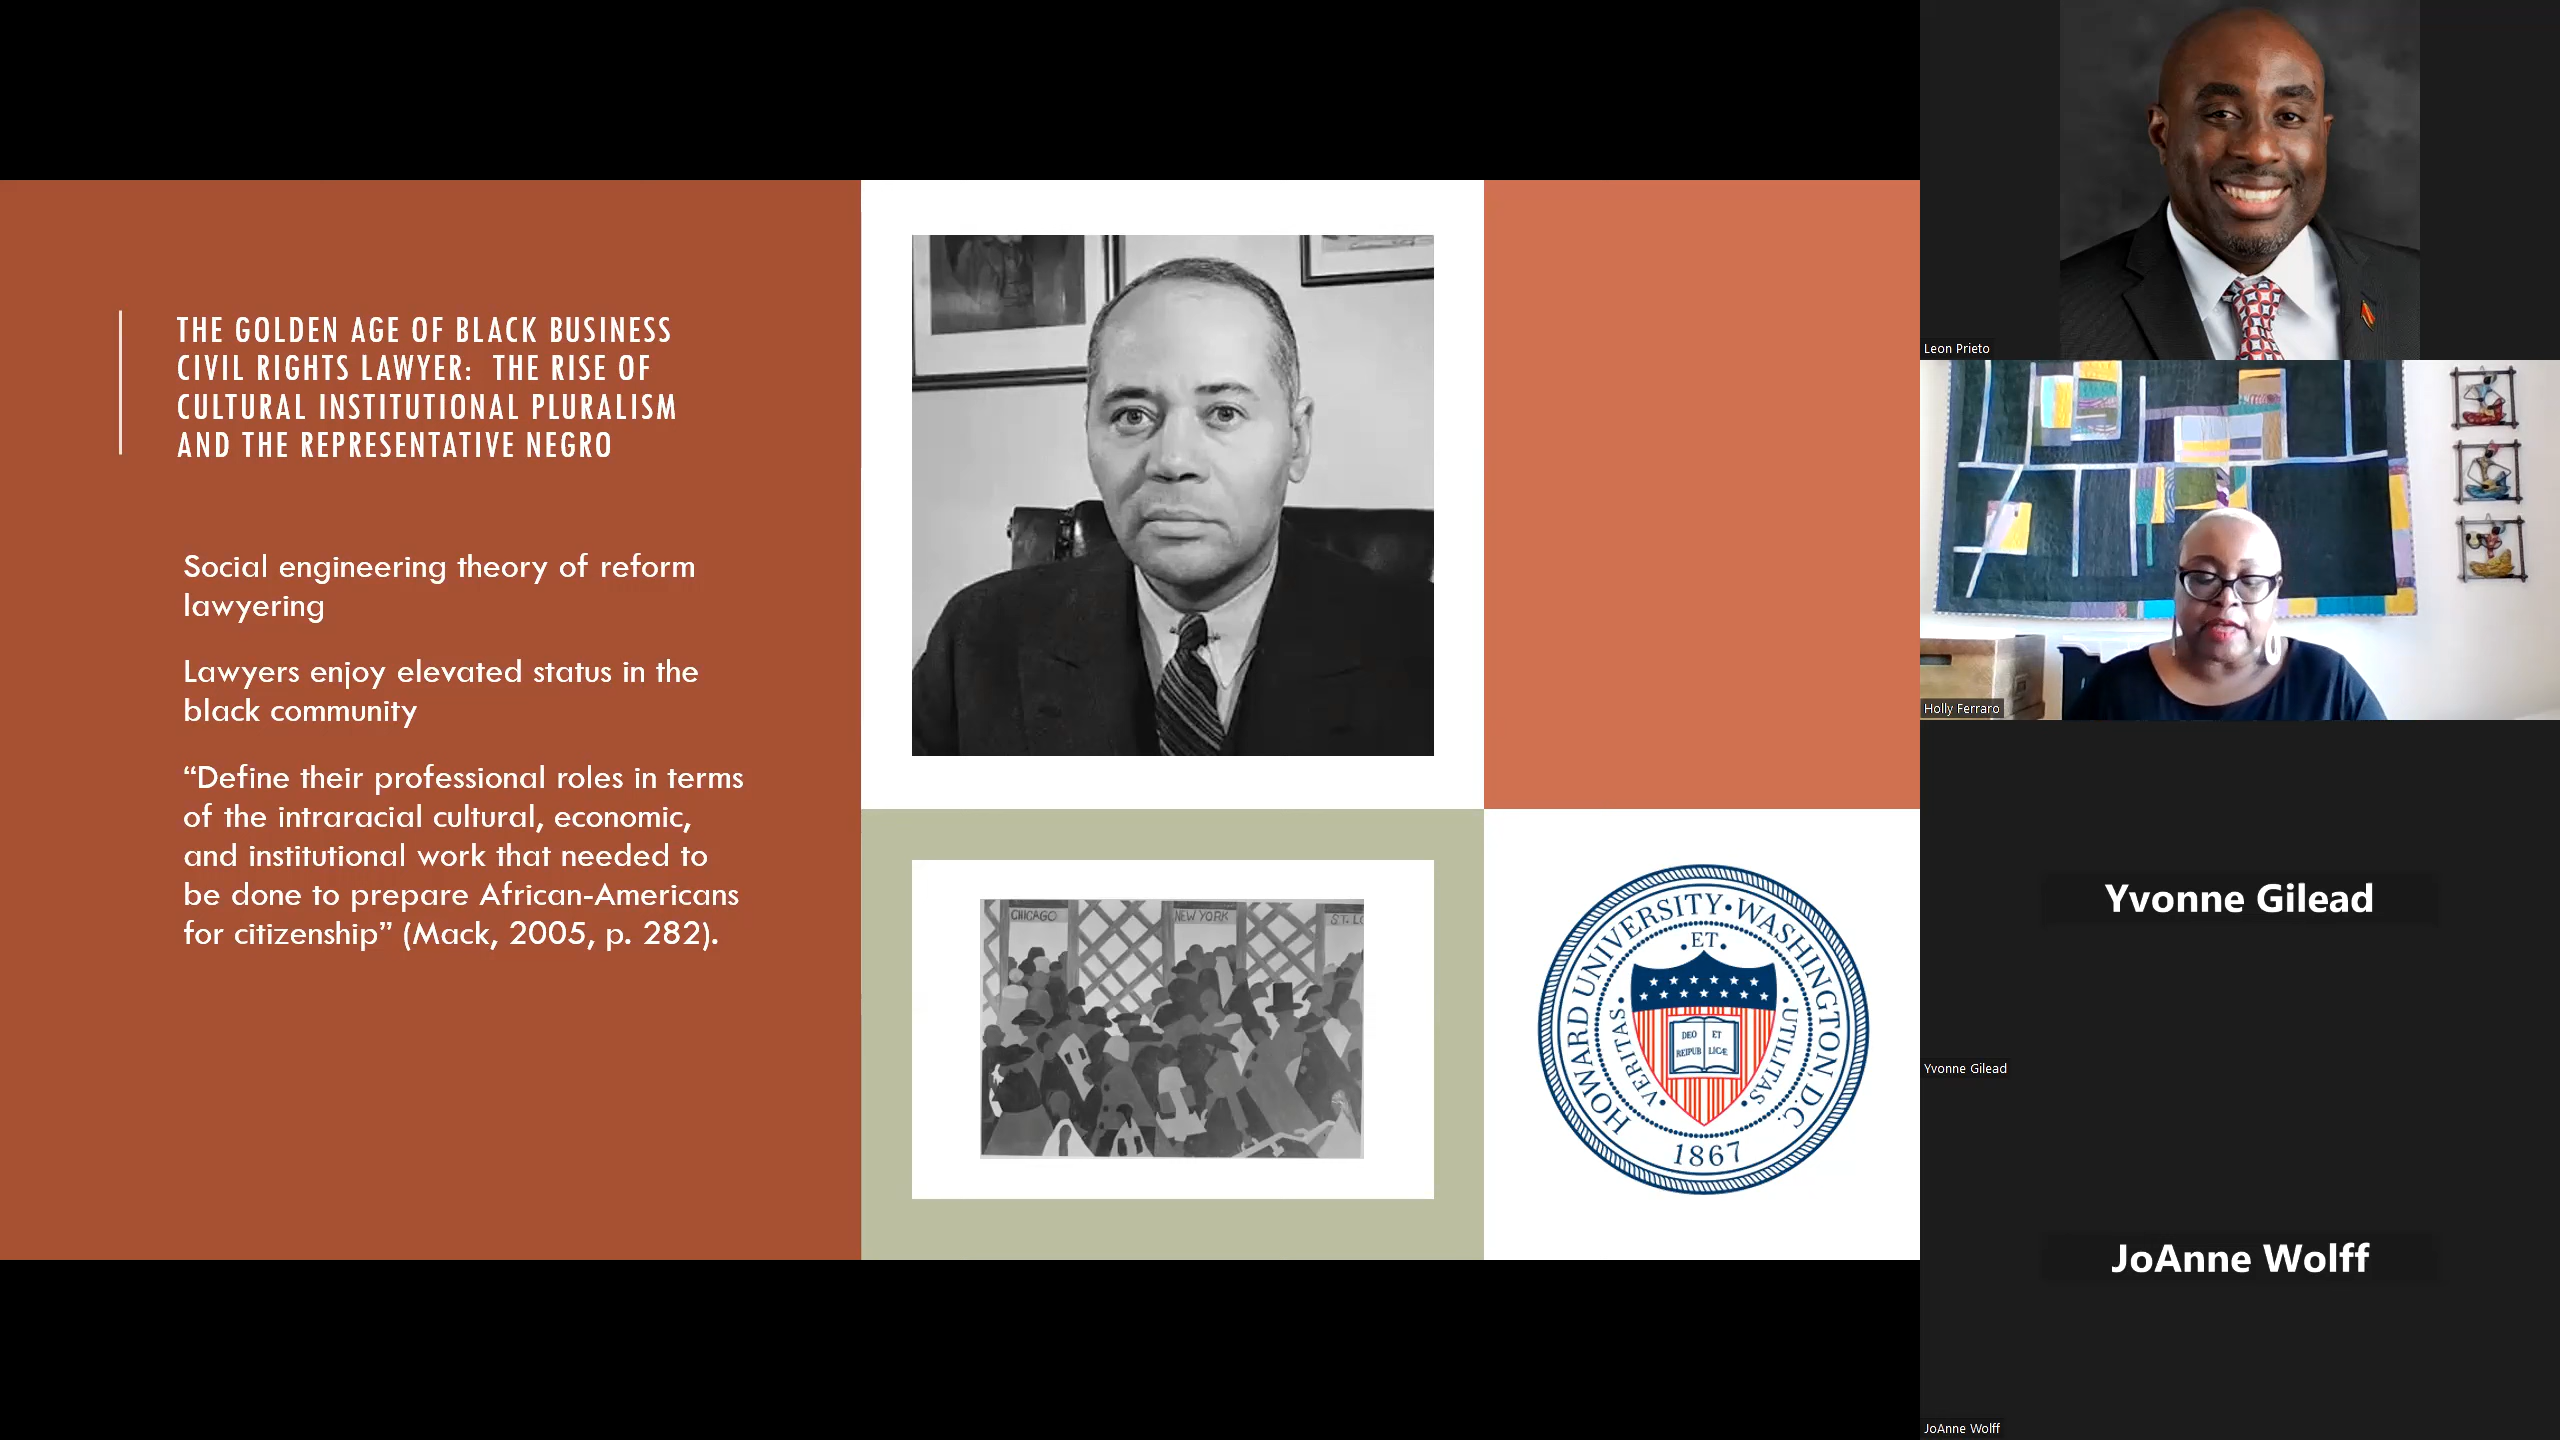 THE GOLDEN AGE OF BLACK BUSINESS
CIVIL RIGHTS LAWYER:  THE RISE OF
CULTURAL INSTITUTIONAL PLURALISM
AND THE REPRESENTATIVE NEGRO
Social engineering theory of reform
lawyering
Lawyers enjoy elevated status in the
black community
“Define their professional roles in terms
of the intraracial cultural, economic,
and institutional work that needed to
be done to prepare African-Americans
for citizenship” (Mack, 2005, p. 282).
CHICAGO
NEW YORK
ST. LO
HOWARD UNIVERSITY • WASHINGTON, D.C.
1867
• ET •
VERITAS •
• UTILITAS •
DEO ET
REIPUB LICÆ
Leon Prieto
Holly Ferraro
Yvonne Gilead
Yvonne Gilead
JoAnne Wolff
JoAnne Wolff